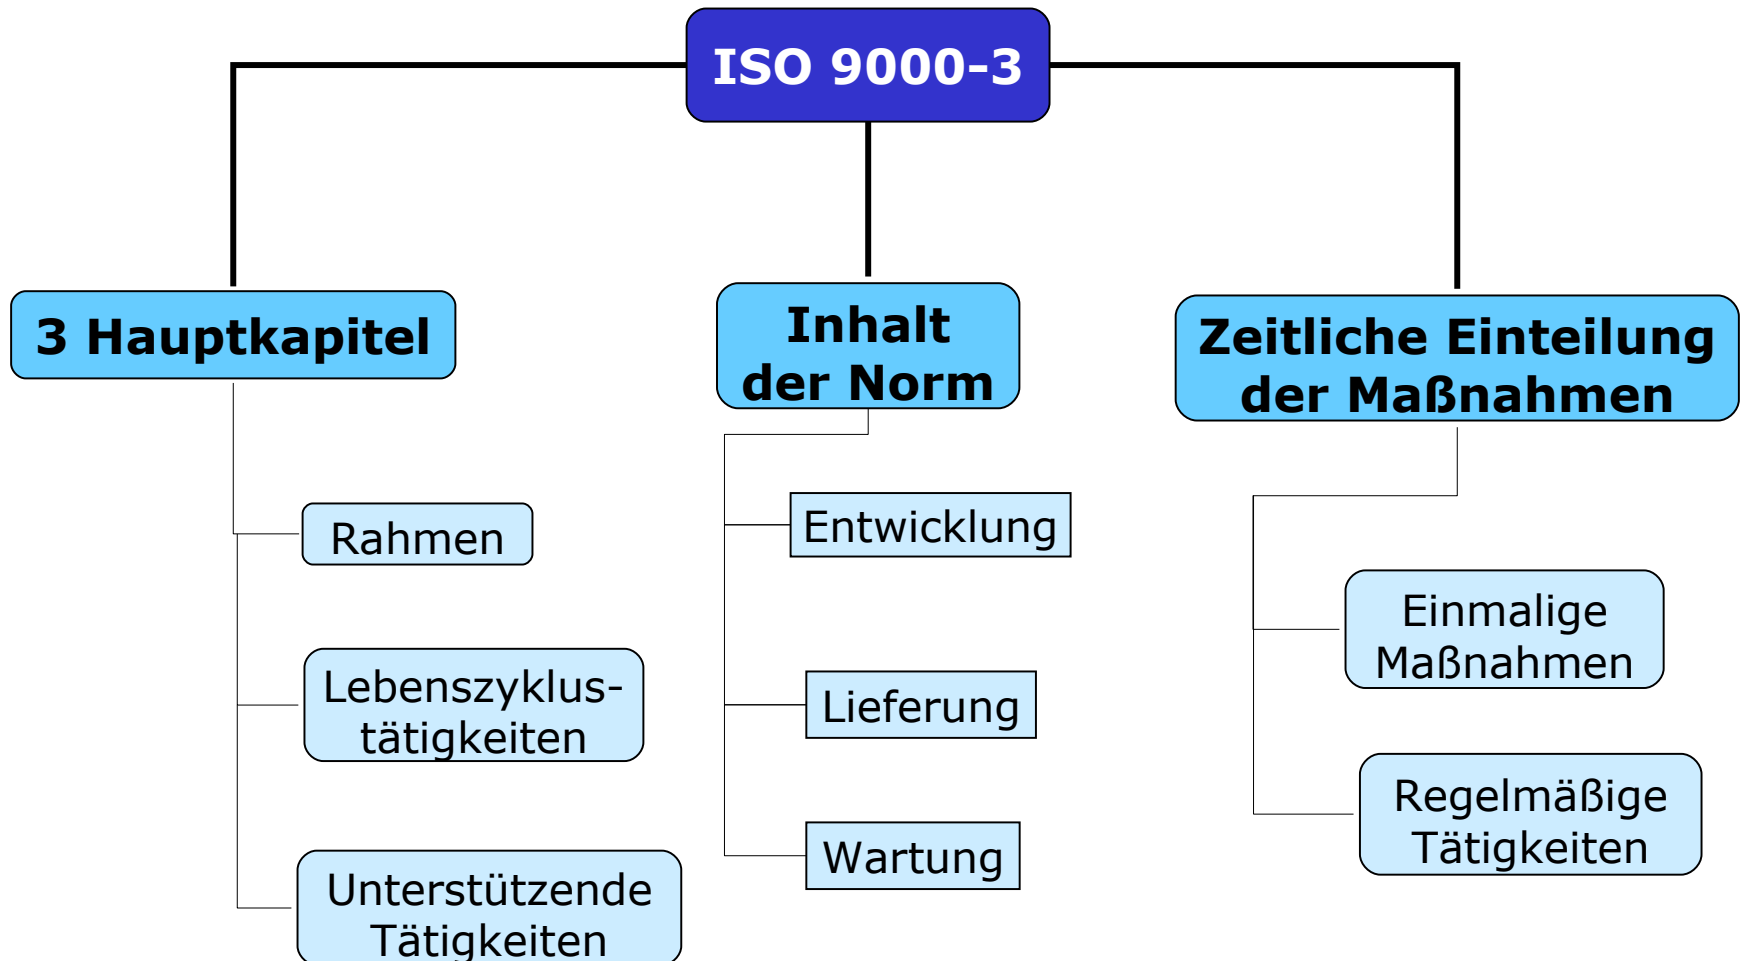 ISO 9000–3
3 Hauptkapitel
Rahmen
Lebenszyklus-
tätigkeiten
Unterstützende
Tätigkeiten
Inhalt
der Norm
Entwicklung
Lieferung
Wartung
Zeitliche Einteilung
der Maßnahmen
Einmalige
Maßnahmen
Regelmäßige
Tätigkeiten